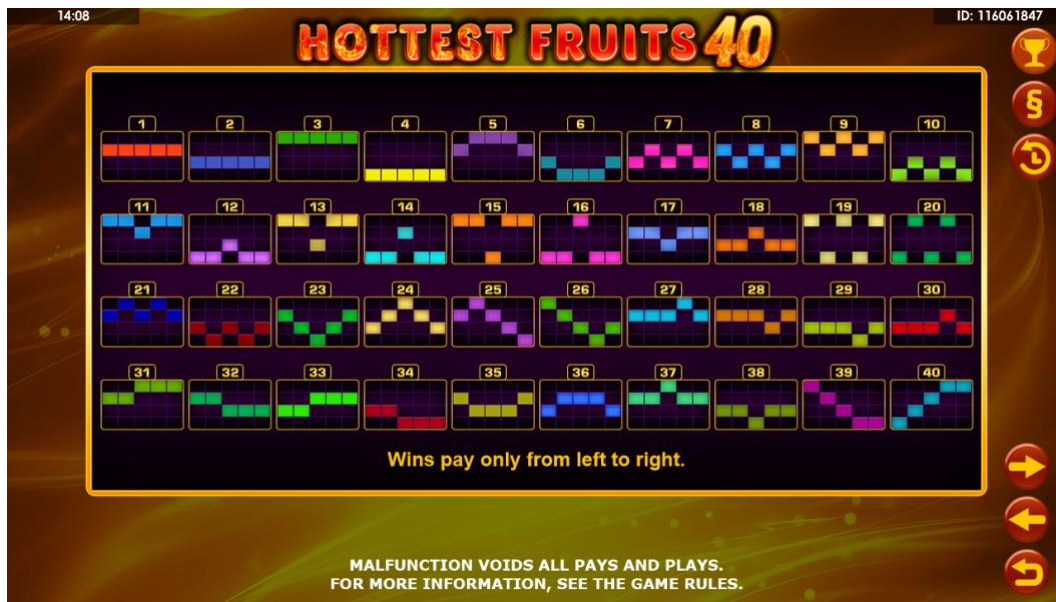 14:08
ID: 116061847
HOTTEST FRUITS 40
§
1 2 3 4 5 6 7 8 9 10
11 12 13 14 15 16 17 18 19 20
21 22 23 24 25 26 27 28 29 30
31 32 33 34 35 36 37 38 39 40
Wins pay only from left to right.
MALFUNCTION VOIDS ALL PAYS AND PLAYS.
FOR MORE INFORMATION, SEE THE GAME RULES.